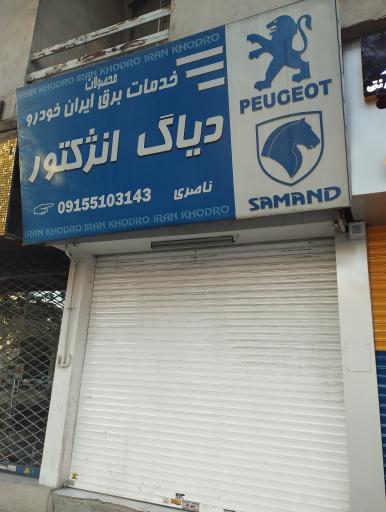 IRAN KHODRO IRAN KHODRO IRAN KHODRO
محصولات
خدمات برق ایران خودرو
دیاگ انژکتور
ناصری
09155103143
IRAN KHODRO IRAN KHODRO IRAN KHODRO
PEUGEOT
SAMAND